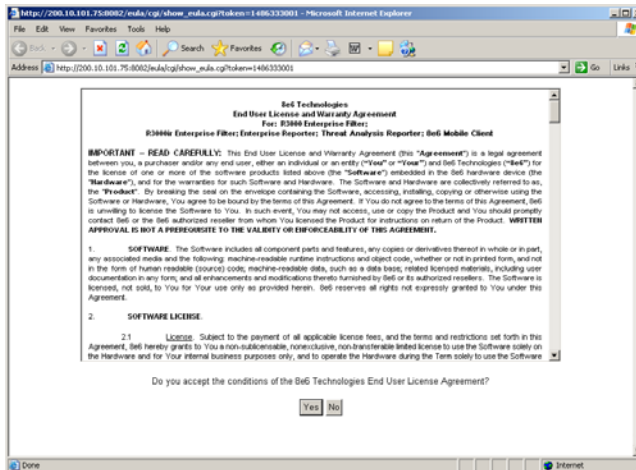 http://200.10.101.75:8082/eula/cgi/show_eula.cgi?token=1486333001 - Microsoft Internet Explorer
File Edit View Favorites Tools Help
Back Search Favorites
Address http://200.10.101.75:8082/eula/cgi/show_eula.cgi?token=1486333001 Go Links
8e6 Technologies
End User License and Warranty Agreement
For: R3000 Enterprise Filter;
R3000ir Enterprise Filter; Enterprise Reporter; Threat Analysis Reporter; 8e6 Mobile Client
IMPORTANT – READ CAREFULLY: This End User License and Warranty Agreement (this "Agreement") is a legal agreement
between you, a purchaser and/or any end user, either an individual or an entity ("You" or "Your") and 8e6 Technologies ("8e6") for
the license of one or more of the software products listed above (the "Software") embedded in the 8e6 hardware device (the
"Hardware"), and for the warranties for such Software and Hardware. The Software and Hardware are collectively referred to as,
the "Product". By breaking the seal on the envelope containing the Software, accessing, installing, copying or otherwise using the
Software or Hardware, You agree to be bound by the terms of this Agreement. If You do not agree to the terms of this Agreement, 8e6
is unwilling to license the Software to You. In such event, You may not access, use or copy the Product and You should promptly
contact 8e6 or the 8e6 authorized reseller from whom You licensed the Product for instructions on return of the Product. WRITTEN
APPROVAL IS NOT A PREREQUISITE TO THE VALIDITY OR ENFORCEABILITY OF THIS AGREEMENT.
1. SOFTWARE. The Software includes all component parts and features, any copies or derivatives thereof in whole or in part,
any associated media and the following: machine-readable runtime instructions and object code, whether or not in printed form, and not
in the form of human readable (source) code; machine-readable data, such as a data base; related licensed materials, including user
documentation in any form; and all enhancements and modifications thereto furnished by 8e6 or its authorized resellers. The Software is
licensed, not sold, to You for Your use only as provided herein. 8e6 reserves all rights not expressly granted to You under this
Agreement.
2. SOFTWARE LICENSE.
2.1 License. Subject to the payment of all applicable license fees, and the terms and restrictions set forth in this
Agreement, 8e6 hereby grants to You a non-sublicensable, nonexclusive, non-transferable limited license to use the Software solely on
the Hardware and for Your internal business purposes only, and to operate the Hardware during the Term solely to use the Software
Do you accept the conditions of the 8e6 Technologies End User License Agreement?
Yes No
Done Internet